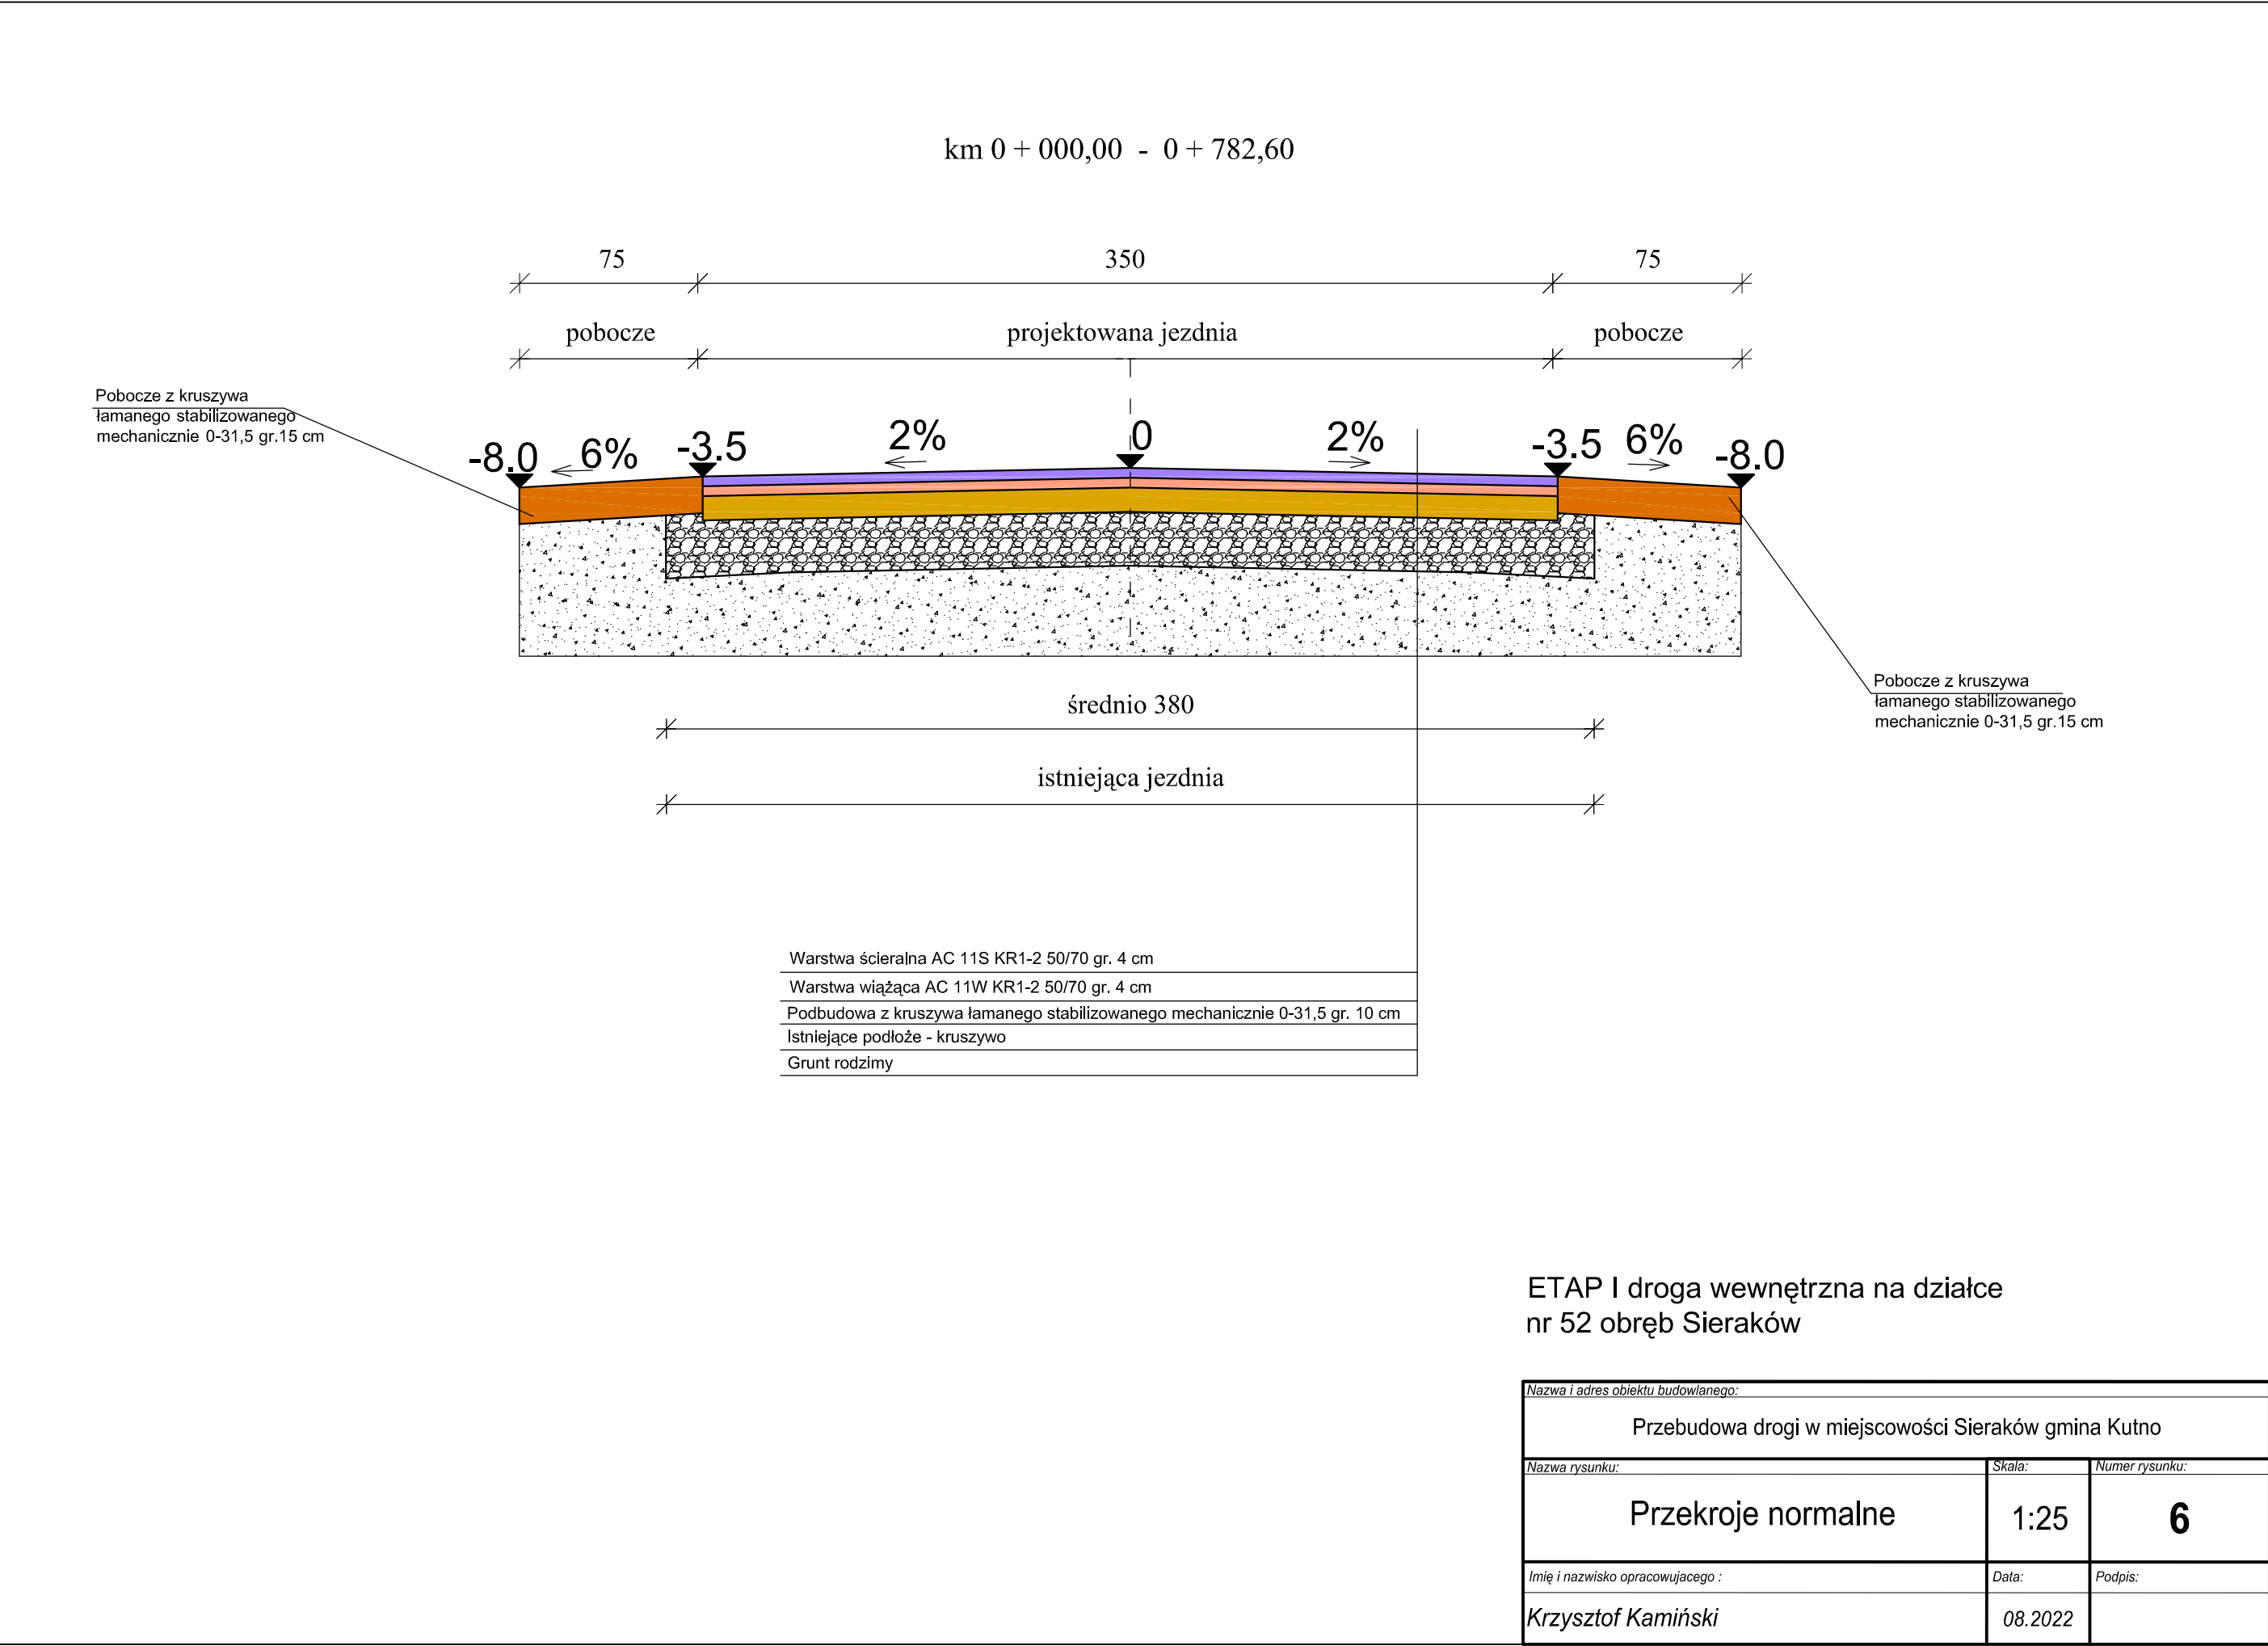 km 0 + 000,00 - 0 + 782,60
75 350 75
pobocze projektowana jezdnia pobocze
Pobocze z kruszywa
łamanego stabilizowanego
mechanicznie 0-31,5 gr.15 cm
-8.0 6% -3.5 2% 0 2% -3.5 6% -8.0
Pobocze z kruszywa
łamanego stabilizowanego
mechanicznie 0-31,5 gr.15 cm
średnio 380
istniejąca jezdnia
Warstwa ścieralna AC 11S KR1-2 50/70 gr. 4 cm
Warstwa wiążąca AC 11W KR1-2 50/70 gr. 4 cm
Podbudowa z kruszywa łamanego stabilizowanego mechanicznie 0-31,5 gr. 10 cm
Istniejące podłoże - kruszywo
Grunt rodzimy
ETAP I droga wewnętrzna na działce
nr 52 obręb Sieraków
Nazwa i adres obiektu budowlanego:
Przebudowa drogi w miejscowości Sieraków gmina Kutno
Nazwa rysunku: Skala: Numer rysunku:
Przekroje normalne 1:25 6
Imię i nazwisko opracowujacego : Data: Podpis:
Krzysztof Kamiński 08.2022